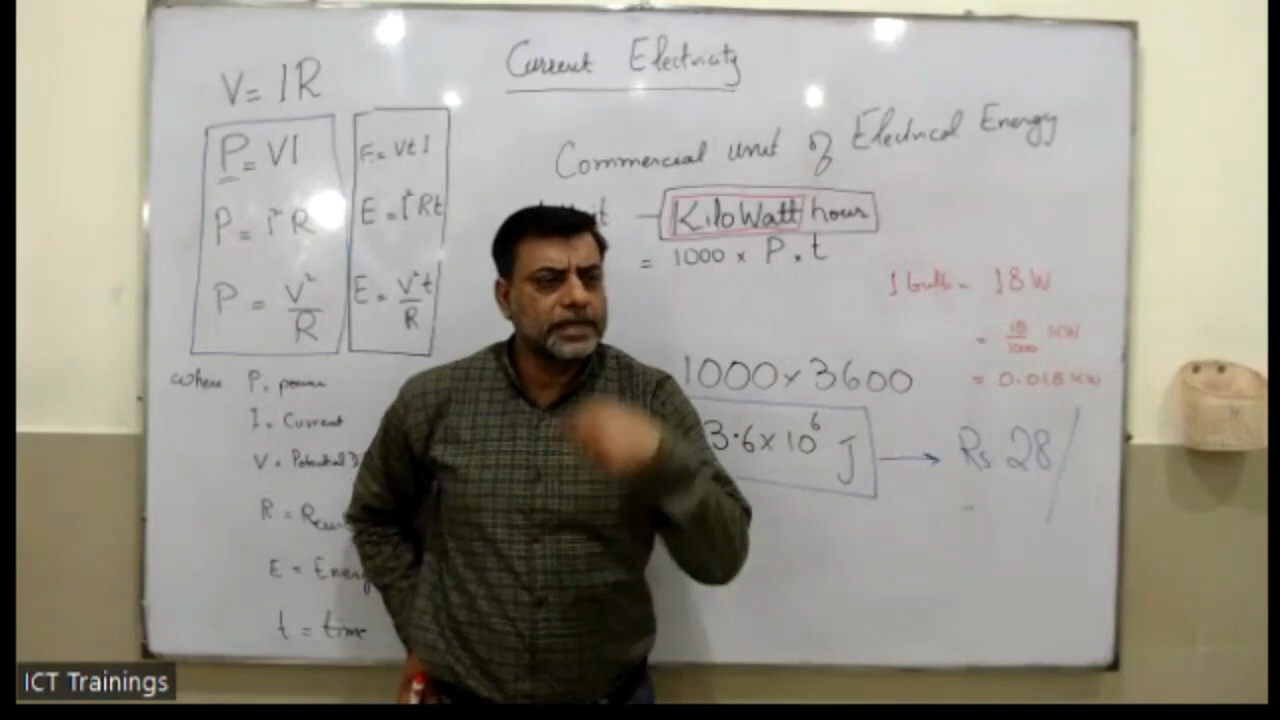 Current Electricity
V = IR
P = VI
P = I²R
P = V²/R
E = VtI
E = I²Rt
E = V²t/R
where P. power
I = Current
V = Potential
R =
E = Energy
t = time
Commercial unit of Electrical Energy
KiloWatt hour
= 1000 × P × t
1000 × 3600
3.6 × 10⁶ J → Rs 28/
1 bulb = 18 W
= 18/1000 KW
= 0.018 KW
ICT Trainings